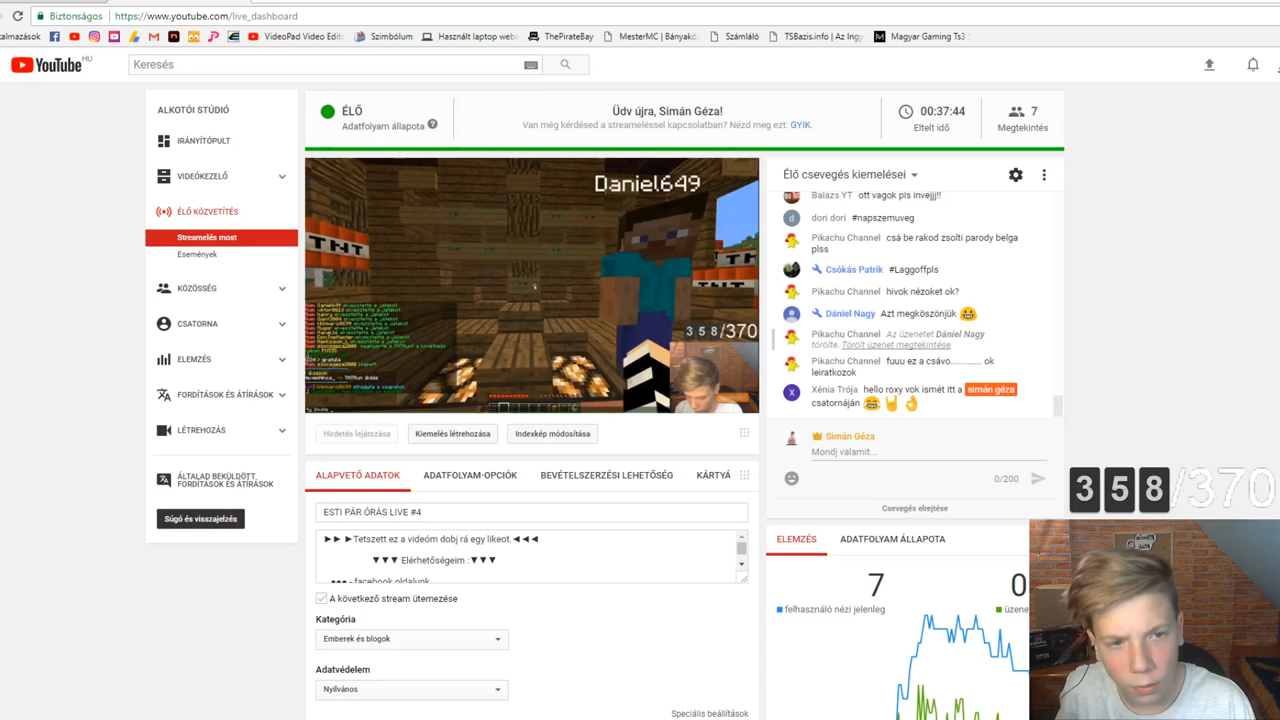 Biztonságos https://www.youtube.com/live_dashboard
kalmazások VideoPad Video Edit Szimbólum Használt laptop web ThePirateBay MesterMC | Bányaké Számláló TSBazis.info | Az Ing Magyar Gaming Ts3
YouTube HU
Keresés
ALKOTÓI STÚDIÓ
IRÁNYÍTÓPULT
VIDEÓKEZELŐ
ÉLŐ KÖZVETÍTÉS
Streamelés most
Események
KÖZÖSSÉG
CSATORNA
ELEMZÉS
FORDÍTÁSOK ÉS ÁTÍRÁSOK
LÉTREHOZÁS
ÁLTALAD BEKÜLDÖTT FORDÍTÁSOK ÉS ÁTÍRÁSOK
Súgó és visszajelzés
ÉLŐ
Adatfolyam állapota
Üdv újra, Simán Géza!
Van még kérdésed a streameléssel kapcsolatban? Nézd meg ezt: GYIK.
00:37:44
Eltelt idő
7
Megtekintés
Daniel649
TNT
358/370
Hirdetés lejátszása
Kiemelés létrehozása
Indexkép módosítása
ALAPVETŐ ADATOK
ADATFOLYAM-OPCIÓK
BEVÉTELSZERZÉSI LEHETŐSÉG
KÁRTYÁ
ESTI PÁR ÓRÁS LIVE #4
►► ►Tetszett ez a videóm dobj rá egy likeot.◄◄◄
▼▼▼ Elérhetőségeim :▼▼▼
●●● - facebook oldalunk
A következő stream ütemezése
Kategória
Emberek és blogok
Adatvédelem
Nyilvános
Speciális beállítások
Élő csevegés kiemelései
Balázs YT ott vagok pls invejjj!!
dori dori #napszemuveg
Pikachu Channel csá be rakod zsolti parody belga
plss
Csókás Patrik #Laggoffpls
Pikachu Channel hívok nézoket ok?
Dániel Nagy Azt megköszönjük
Pikachu Channel Az üzenetet Dániel Nagy
törölte. Törölt üzenet megtekintése
Pikachu Channel fuuu ez a csávo............ ok
leiratkozok
Xénia Trója hello roxy vok ismét itt a simán géza
csatornáján
Simán Géza
Mondj valamit...
0/200
Csevegés elrejtése
358/370
ELEMZÉS
ADATFOLYAM ÁLLAPOTA
7
felhasználó nézi jelenleg
0
üzene